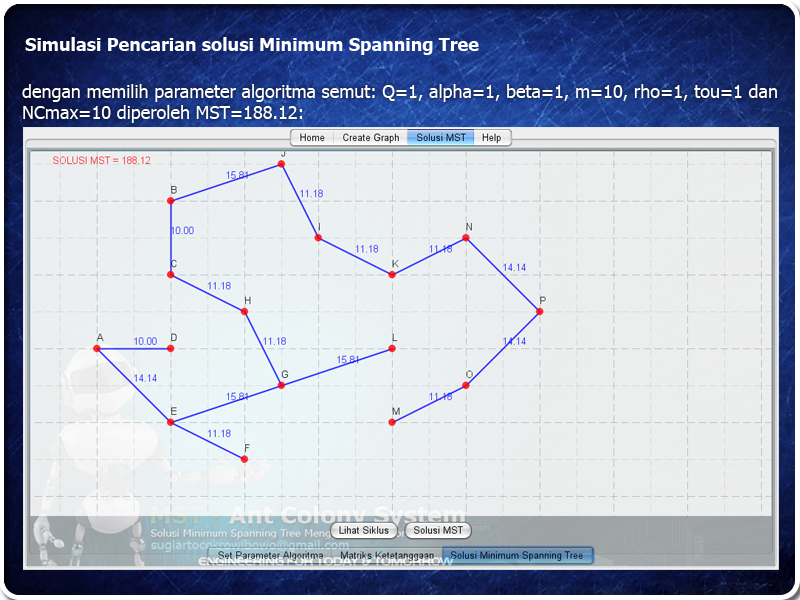 Simulasi Pencarian solusi Minimum Spanning Tree
dengan memilih parameter algoritma semut: Q=1, alpha=1, beta=1, m=10, rho=1, tou=1 dan
NCmax=10 diperoleh MST=188.12:
Home Create Graph Solusi MST Help
SOLUSI MST = 188.12
J
15.81
B
11.18
I N
10.00
11.18 11.18
C K
14.14
11.18
H P
A D 11.18 L
10.00 14.14
15.81
G O
14.14
15.81 11.18
E M
11.18
F
MST - Ant Colony System
Lihat Siklus Solusi MST
Solusi Minimum Spanning Tree
sugiartocokrowibowo@gmail.com
Set Parameter Algoritma Matriks Ketetanggaan Solusi Minimum Spanning Tree
ENGINEERING FOR TODAY & TOMORROW